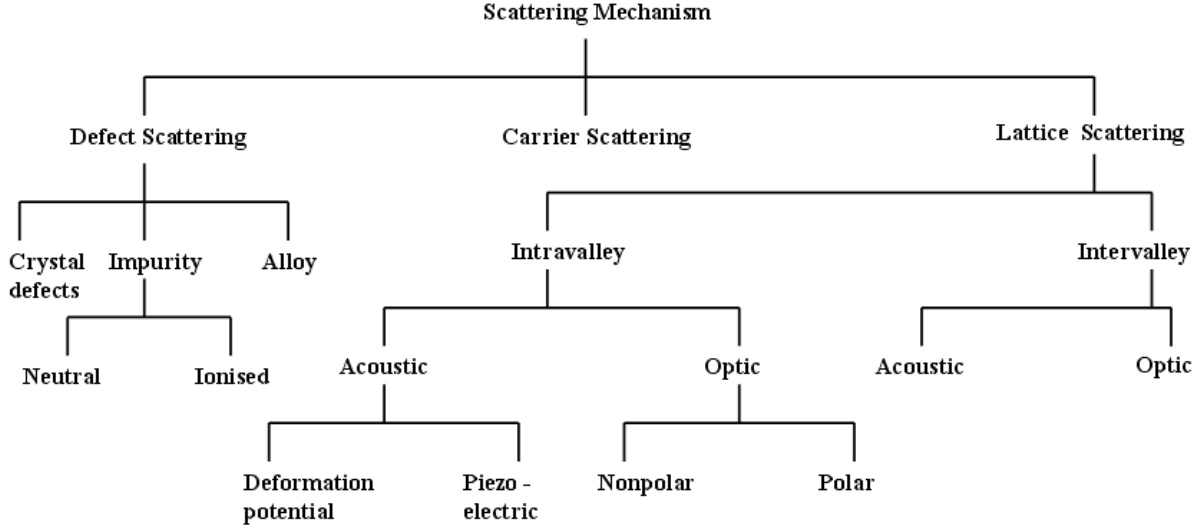 Scattering Mechanism
Defect Scattering
Carrier Scattering
Lattice Scattering
Crystal
defects
Impurity
Alloy
Intravalley
Intervalley
Neutral
Ionised
Acoustic
Optic
Acoustic
Optic
Deformation
potential
Piezo -
electric
Nonpolar
Polar